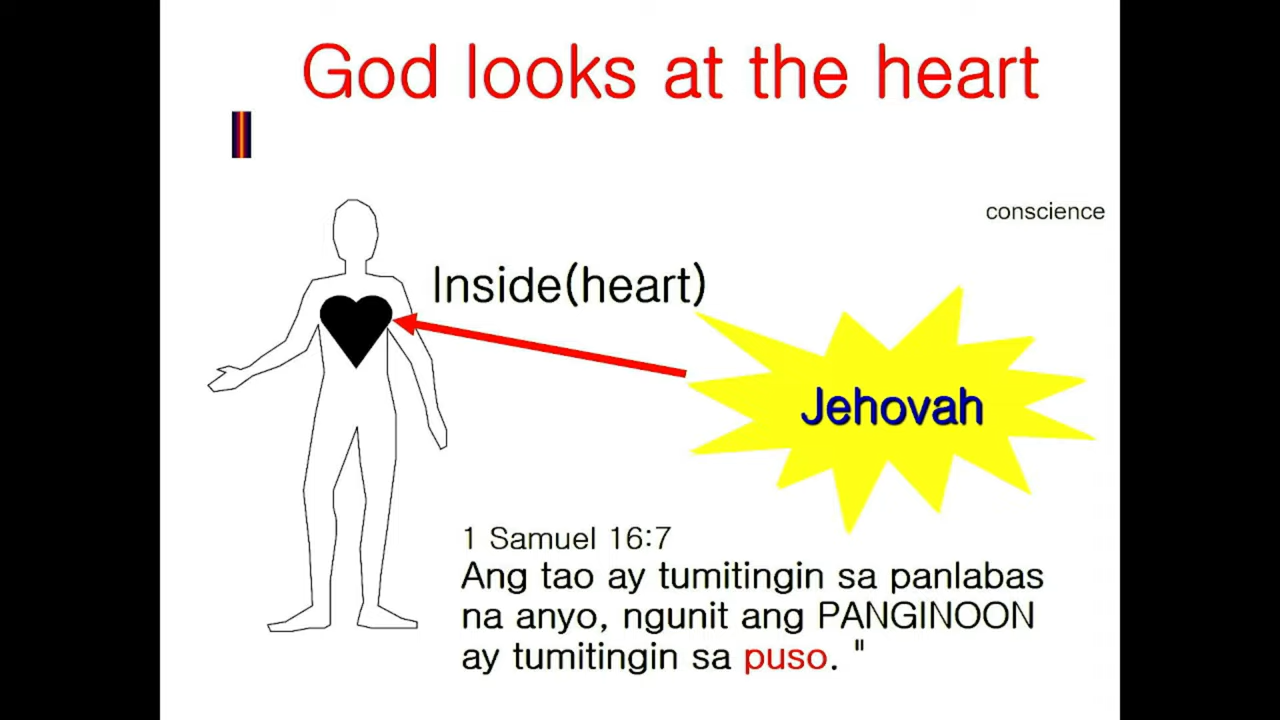 God looks at the heart
conscience
Inside(heart)
Jehovah
1 Samuel 16:7
Ang tao ay tumitingin sa panlabas
na anyo, ngunit ang PANGINOON
ay tumitingin sa puso. "